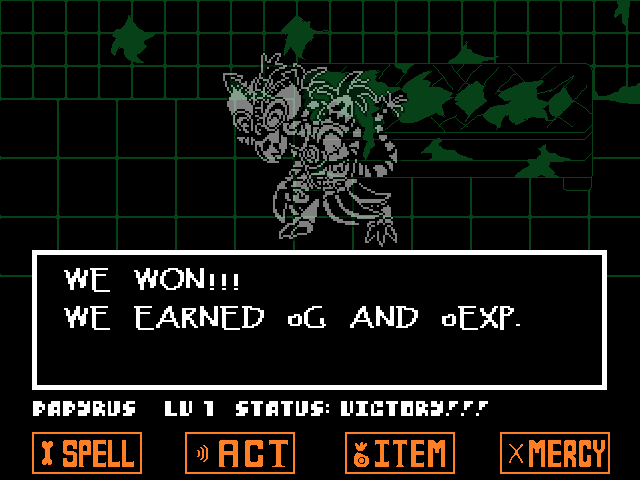 WE WON!!!
WE EARNED 0G AND 0EXP.
PAPYRUS LV 1 STATUS: VICTORY!!!
SPELL ACT ITEM MERCY